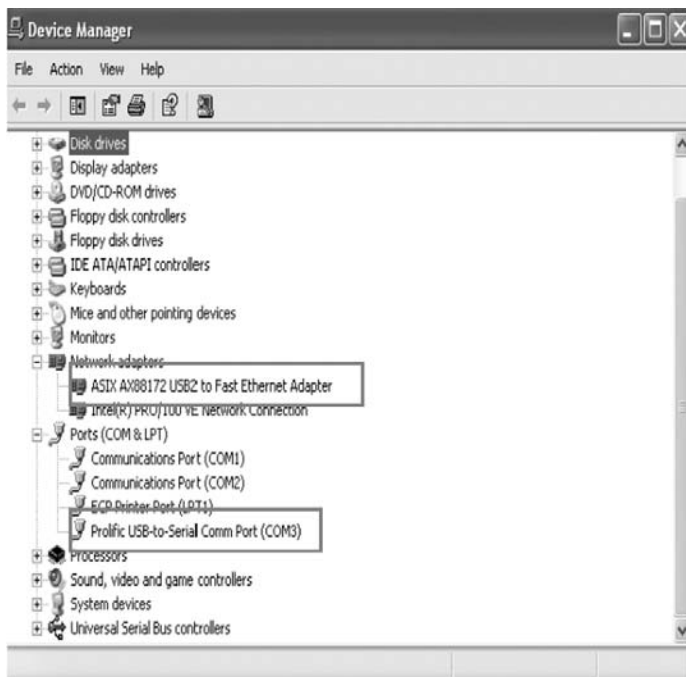 Device Manager
File Action View Help
Disk drives
Display adapters
DVD/CD-ROM drives
Floppy disk controllers
Floppy disk drives
IDE ATA/ATAPI controllers
Keyboards
Mice and other pointing devices
Monitors
Network adapters
ASIX AX88172 USB2 to Fast Ethernet Adapter
Intel(R) PRO/100 VE Network Connection
Ports (COM & LPT)
Communications Port (COM1)
Communications Port (COM2)
ECP Printer Port (LPT1)
Prolific USB-to-Serial Comm Port (COM3)
Processors
Sound, video and game controllers
System devices
Universal Serial Bus controllers